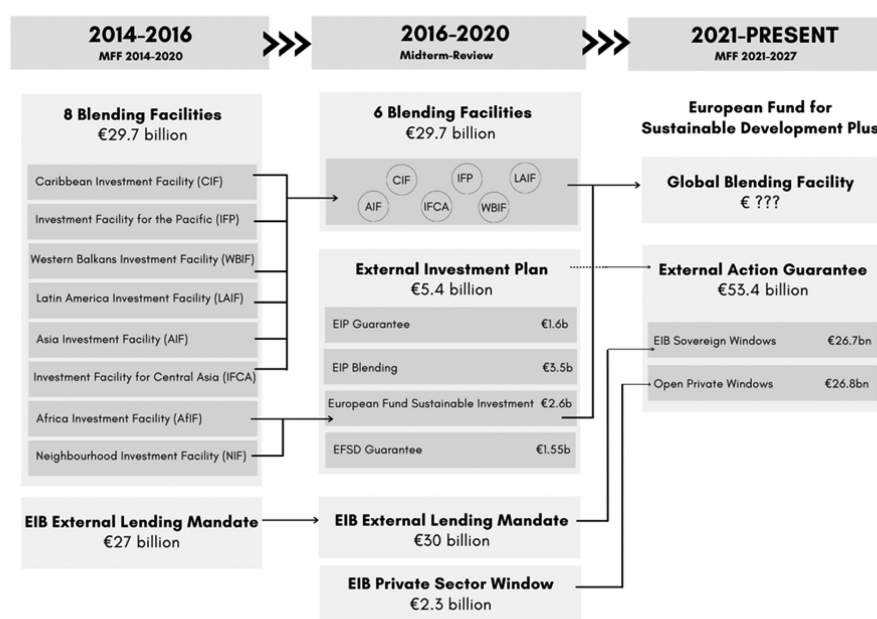 2014-2016
MFF 2014-2020
2016-2020
Midterm-Review
2021-PRESENT
MFF 2021-2027
8 Blending Facilities
€29.7 billion
Caribbean Investment Facility (CIF)
Investment Facility for the Pacific (IFP)
Western Balkans Investment Facility (WBIF)
Latin America Investment Facility (LAIF)
Asia Investment Facility (AIF)
Investment Facility for Central Asia (IFCA)
Africa Investment Facility (AfIF)
Neighbourhood Investment Facility (NIF)
EIB External Lending Mandate
€27 billion
6 Blending Facilities
€29.7 billion
CIF IFP LAIF
AIF IFCA WBIF
External Investment Plan
€5.4 billion
EIP Guarantee €1.6b
EIP Blending €3.5b
European Fund Sustainable Investment €2.6b
EFSD Guarantee €1.55b
EIB External Lending Mandate
€30 billion
EIB Private Sector Window
€2.3 billion
European Fund for
Sustainable Development Plus
Global Blending Facility
€ ???
External Action Guarantee
€53.4 billion
EIB Sovereign Windows €26.7bn
Open Private Windows €26.8bn